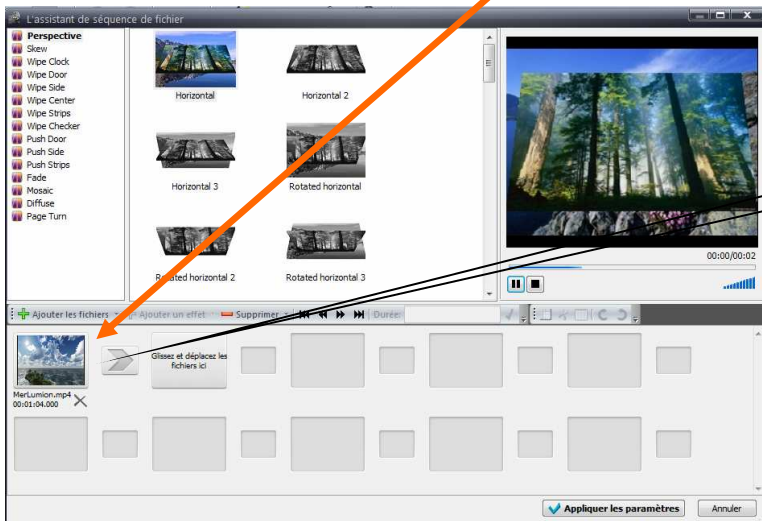 L'assistant de séquence de fichier
Perspective
Skew
Wipe Clock
Wipe Door
Wipe Side
Wipe Center
Wipe Strips
Wipe Checker
Push Door
Push Side
Push Strips
Fade
Mosaic
Diffuse
Page Turn
Horizontal
Horizontal 2
Horizontal 3
Rotated horizontal
Rotated horizontal 2
Rotated horizontal 3
00:00/00:02
Ajouter les fichiers
Ajouter un effet
Supprimer
Durée:
Glissez et déplacez les
fichiers ici
MerLumion.mp4
00:01:04.000
Appliquer les paramètres
Annuler